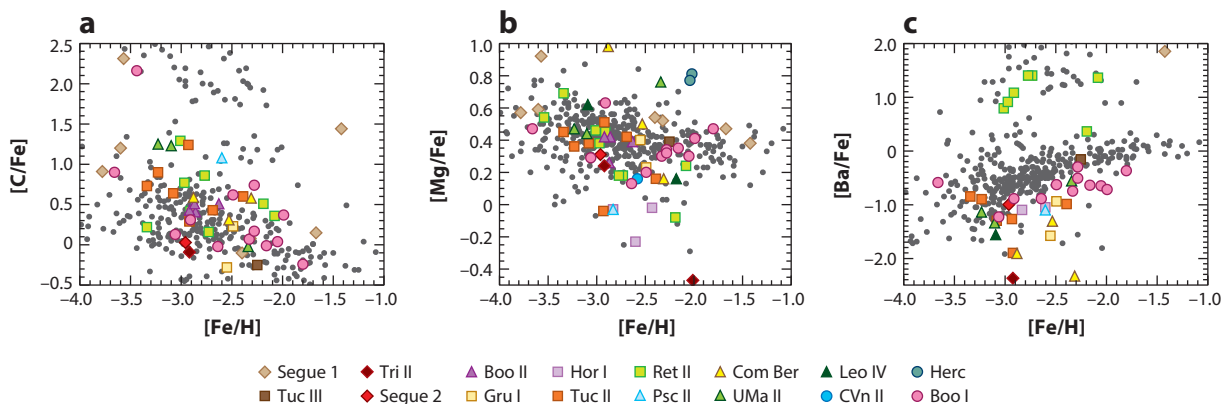 a
b
c
[C/Fe]
2.5
2.0
1.5
1.0
0.5
0
−0.5
−4.0 −3.5 −3.0 −2.5 −2.0 −1.5 −1.0
[Fe/H]
[Mg/Fe]
1.0
0.8
0.6
0.4
0.2
0
−0.2
−0.4
−4.0 −3.5 −3.0 −2.5 −2.0 −1.5 −1.0
[Fe/H]
[Ba/Fe]
2.0
1.0
0
−1.0
−2.0
−4.0 −3.5 −3.0 −2.5 −2.0 −1.5 −1.0
[Fe/H]
Segue 1 Tri II Boo II Hor I Ret II Com Ber Leo IV Herc
Tuc III Segue 2 Gru I Tuc II Psc II UMa II CVn II Boo I